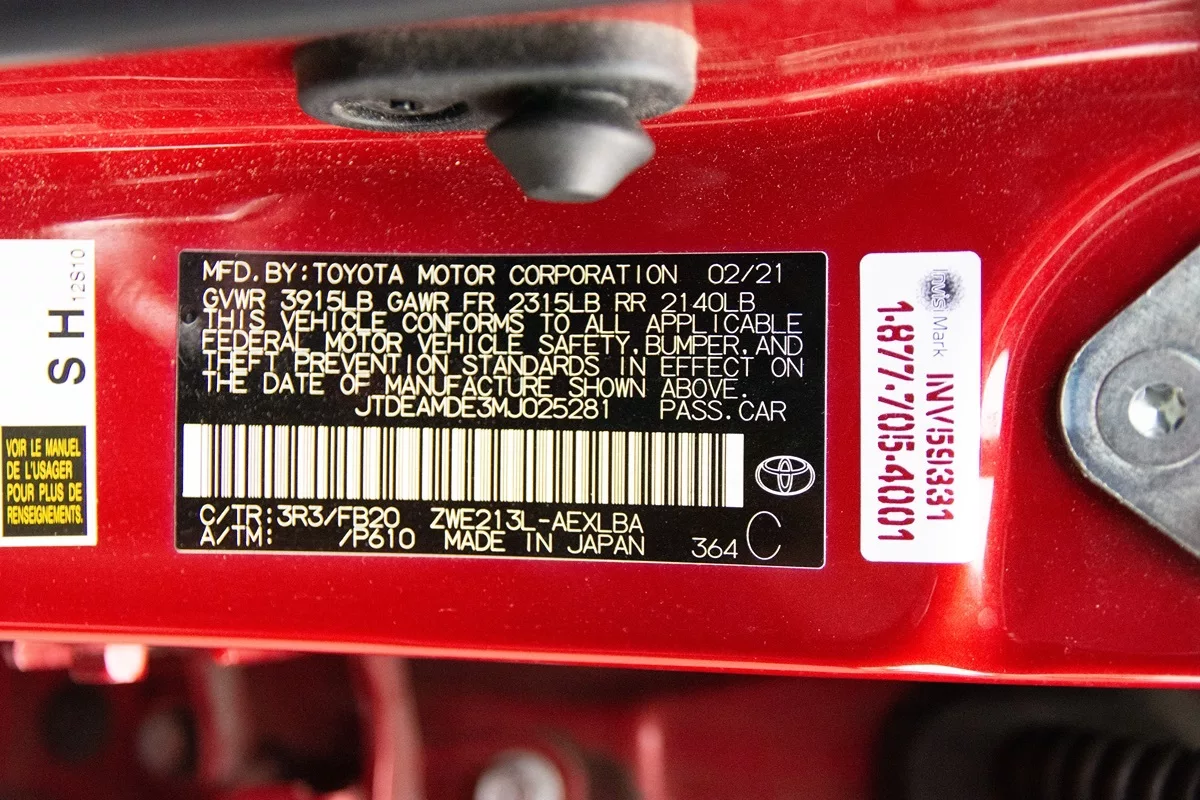 SH 12S10
VOIR LE MANUEL
DE L'USAGER
POUR PLUS DE
RENSEIGNEMENTS.
MFD. BY: TOYOTA MOTOR CORPORATION 02/21
GVWR 3915LB GAWR FR 2315LB RR 2140LB
THIS VEHICLE CONFORMS TO ALL APPLICABLE
FEDERAL MOTOR VEHICLE SAFETY, BUMPER, AND
THEFT PREVENTION STANDARDS IN EFFECT ON
THE DATE OF MANUFACTURE SHOWN ABOVE.
JTDEAMDE3MJ025281 PASS. CAR
C/TR: 3R3/FB20 ZWE213L-AEXLBA
A/TM: /P610 MADE IN JAPAN 364 C
InvisiMark INV59331
1-877-705-4001